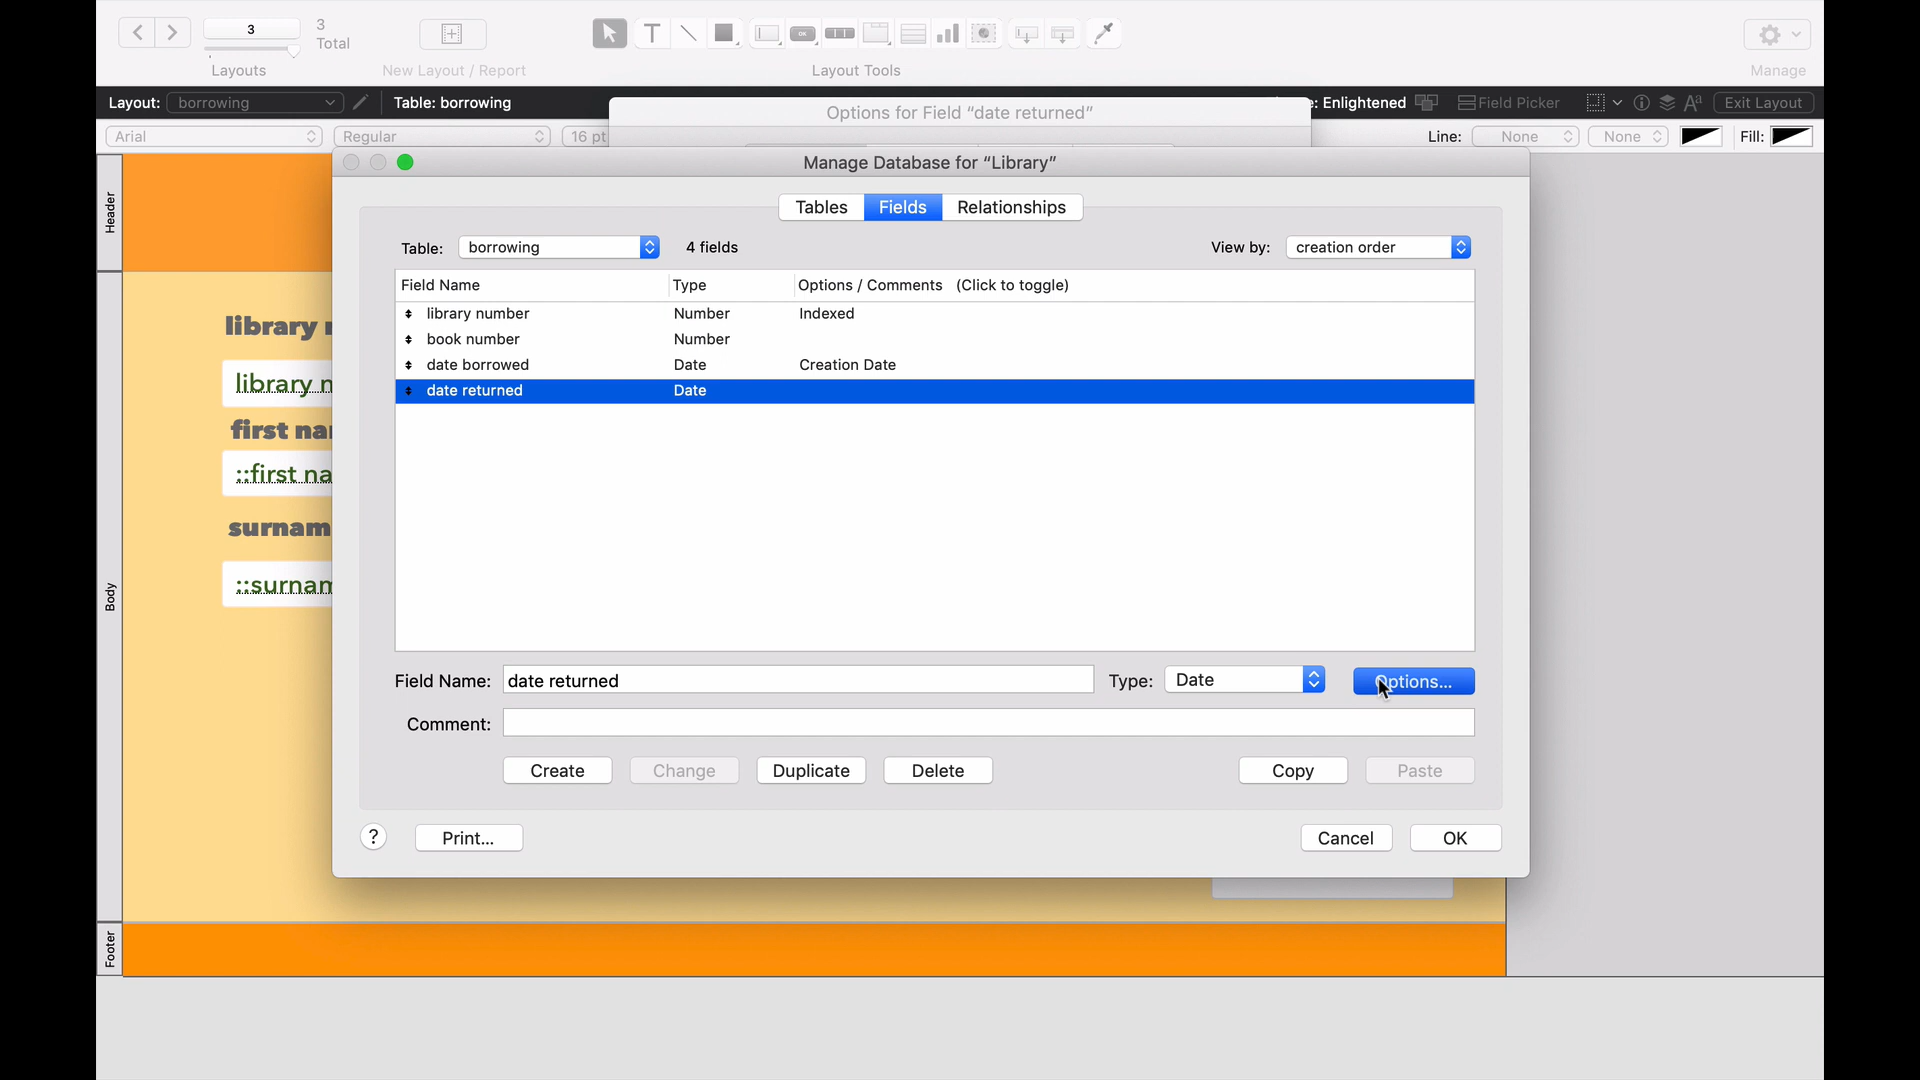 3
3
Total
Layouts
New Layout / Report
Layout Tools
Manage
Layout: borrowing
Table: borrowing
Options for Field “date returned”
e: Enlightened
Field Picker
Exit Layout
Arial
Regular
16 pt
Line: None
None
Fill:
Manage Database for “Library”
Header
Tables Fields Relationships
Table: borrowing
4 fields
View by: creation order
Field Name Type Options / Comments (Click to toggle)
library number Number Indexed
book number Number
date borrowed Date Creation Date
date returned Date
library
library
first
::first
::
Body
Field Name: date returned
Type: Date
Options...
Comment:
Create Change Duplicate Delete Copy Paste
? Print... Cancel OK
Footer